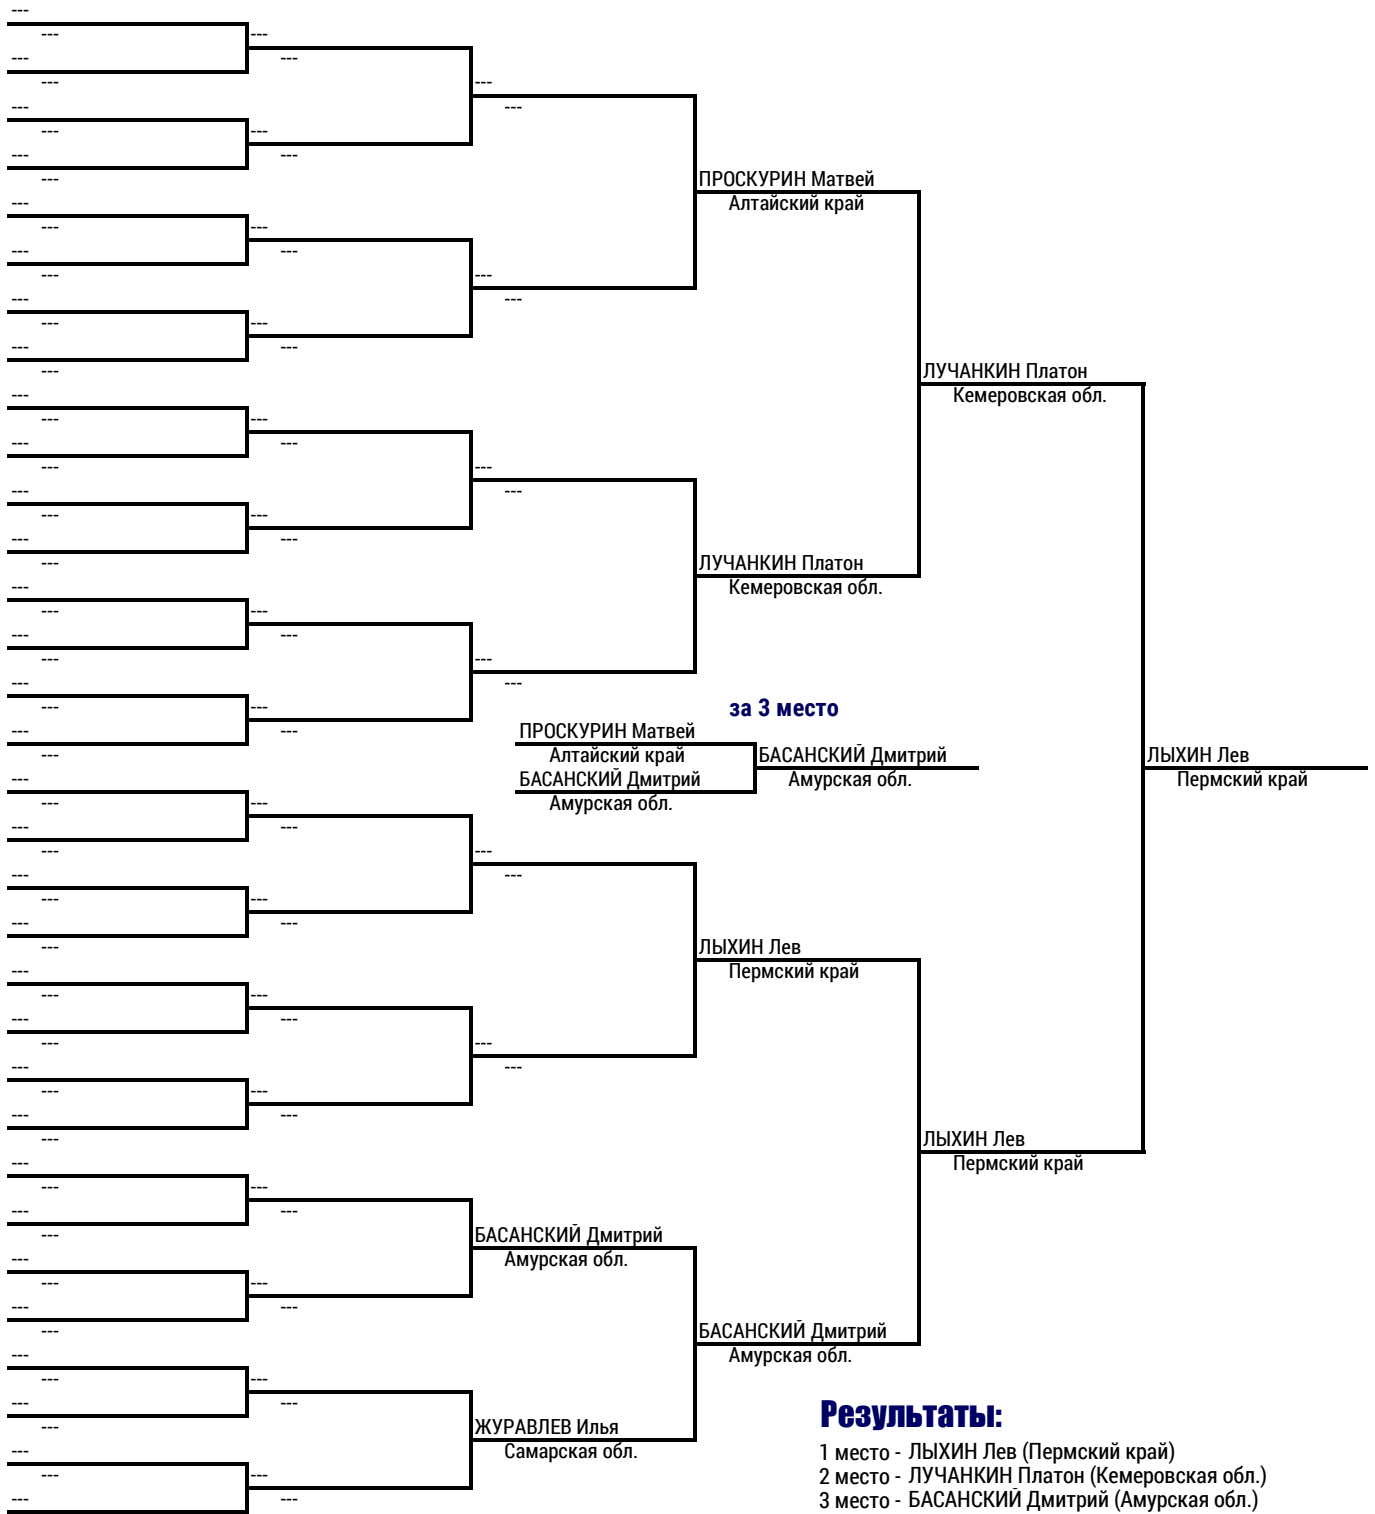 ПРОСКУРИН Матвей
Алтайский край
ЛУЧАНКИН Платон
Кемеровская обл.
ЛУЧАНКИН Платон
Кемеровская обл.
за 3 место
ПРОСКУРИН Матвей
Алтайский край
БАСАНСКИЙ Дмитрий
Амурская обл.
БАСАНСКИЙ Дмитрий
Амурская обл.
ЛЫХИН Лев
Пермский край
ЛЫХИН Лев
Пермский край
ЛЫХИН Лев
Пермский край
БАСАНСКИЙ Дмитрий
Амурская обл.
БАСАНСКИЙ Дмитрий
Амурская обл.
ЖУРАВЛЕВ Илья
Самарская обл.
Результаты:
1 место - ЛЫХИН Лев (Пермский край)
2 место - ЛУЧАНКИН Платон (Кемеровская обл.)
3 место - БАСАНСКИЙ Дмитрий (Амурская обл.)